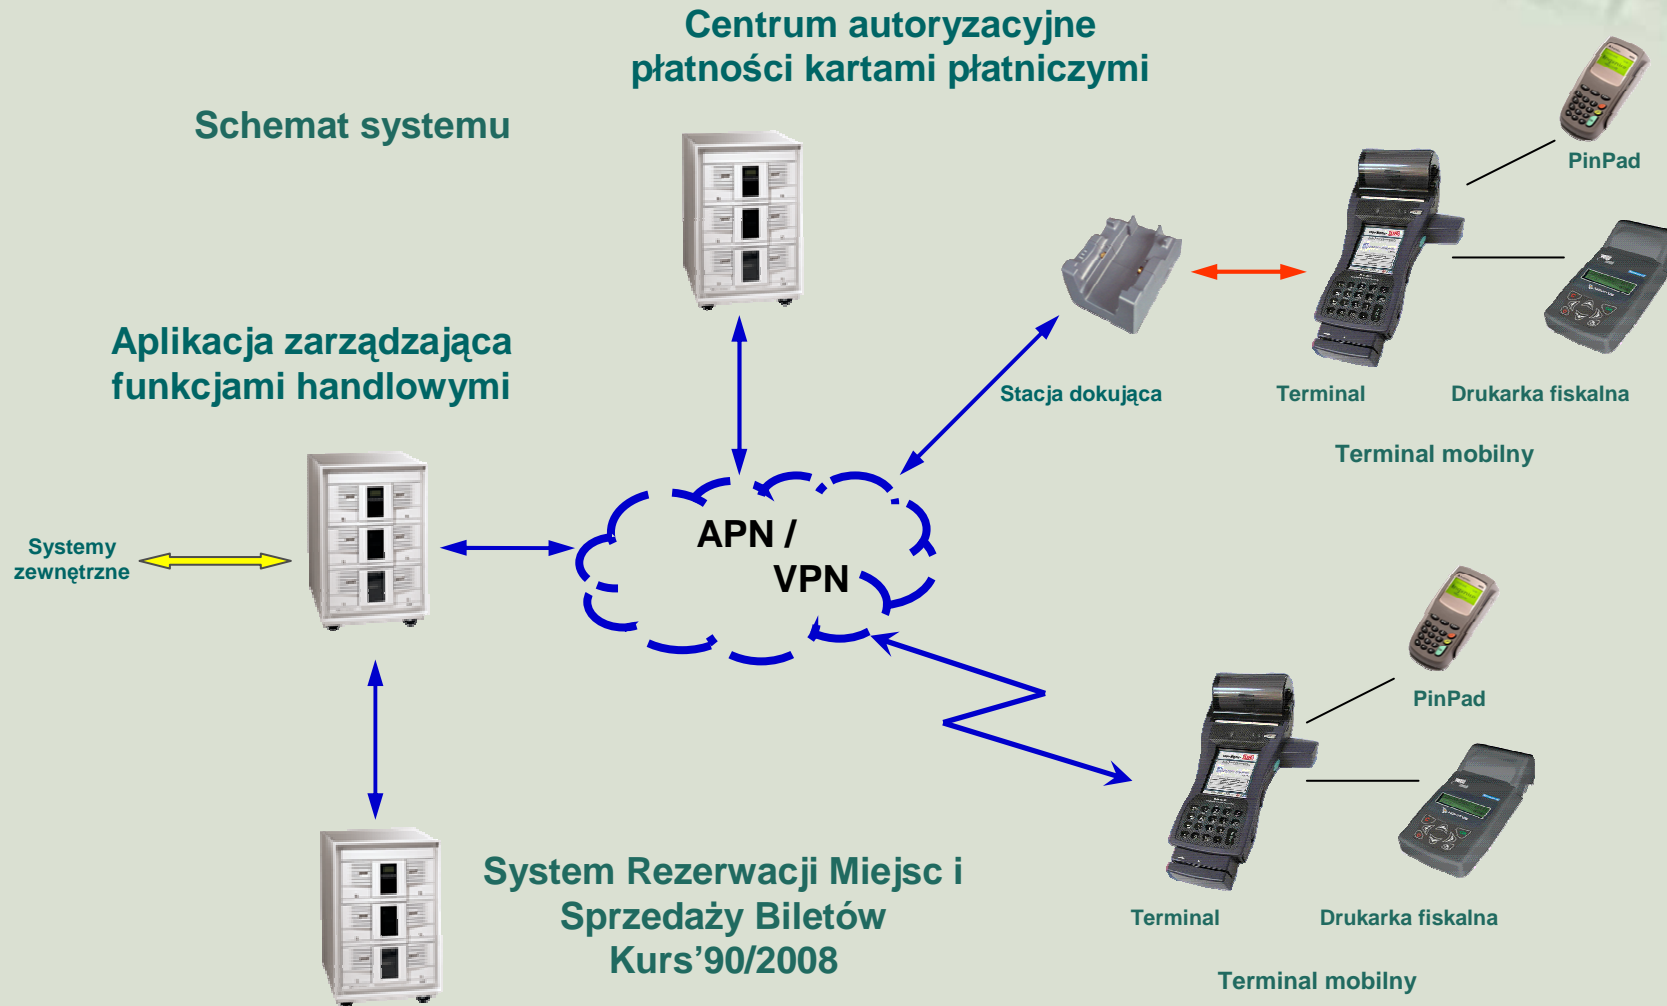 Centrum autoryzacyjne
płatności kartami płatniczymi
Schemat systemu
PinPad
Aplikacja zarządzająca
funkcjami handlowymi
Stacja dokująca
Terminal
Drukarka fiskalna
Terminal mobilny
APN /
VPN
Systemy
zewnętrzne
PinPad
System Rezerwacji Miejsc i
Sprzedaży Biletów
Kurs’90/2008
Terminal
Drukarka fiskalna
Terminal mobilny